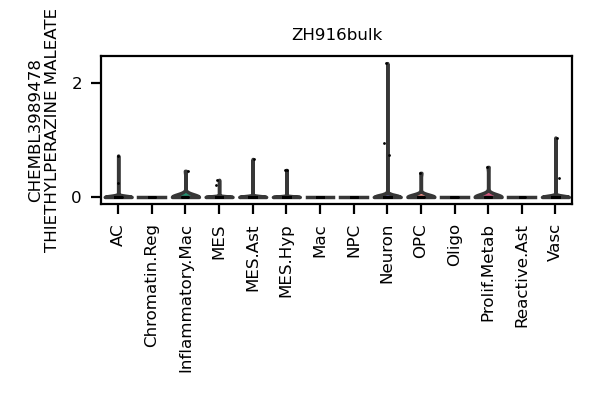 ZH916bulk
CHEMBL3989478
THIETHYLPERAZINE MALEATE
2
0
AC
Chromatin.Reg
Inflammatory.Mac
MES
MES.Ast
MES.Hyp
Mac
NPC
Neuron
OPC
Oligo
Prolif.Metab
Reactive.Ast
Vasc